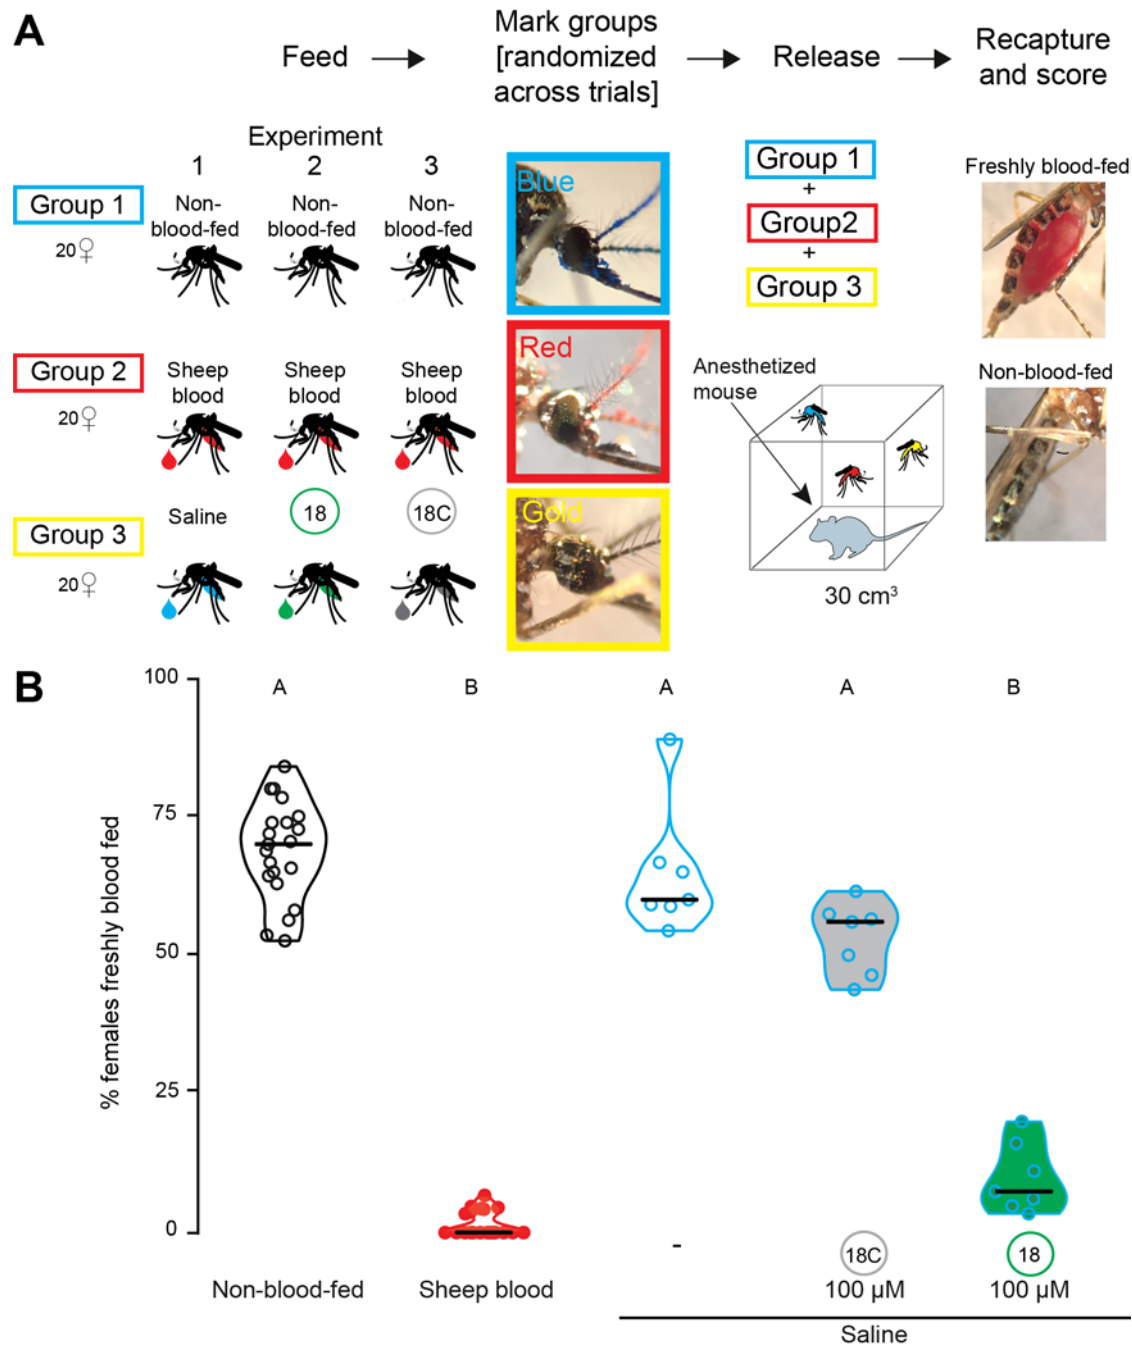 A
Feed
Mark groups
[randomized
across trials]
Release
Recapture
and score
Experiment
1
2
3
Group 1
20♀
Non-
blood-fed
Non-
blood-fed
Non-
blood-fed
Blue
Group 2
20♀
Sheep
blood
Sheep
blood
Sheep
blood
Red
Group 3
20♀
Saline
18
18C
Gold
Group 1
+
Group2
+
Group 3
Anesthetized
mouse
30 cm³
Freshly blood-fed
Non-blood-fed
B
% females freshly blood fed
100
75
50
25
0
A
B
A
A
B
Non-blood-fed
Sheep blood
-
18C
100 µM
18
100 µM
Saline